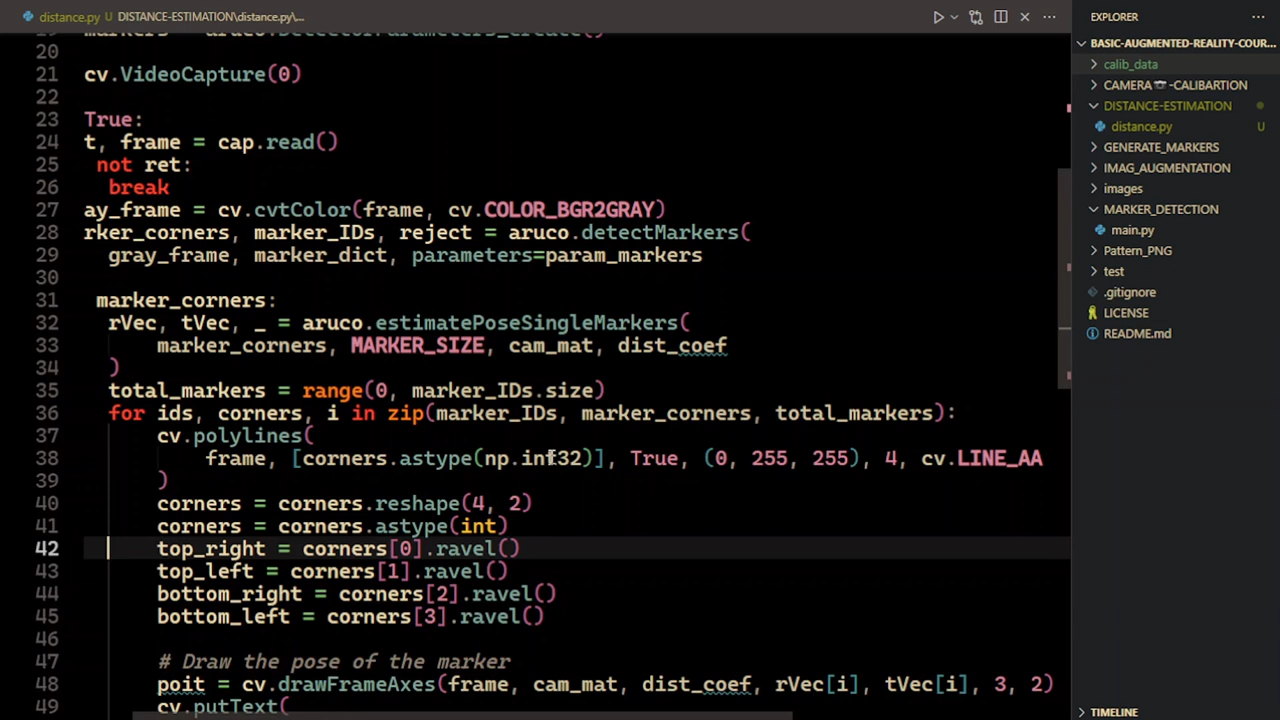 distance.py U DISTANCE-ESTIMATION\distance.py\...
20
21 cv.VideoCapture(0)
22
23 True:
24 t, frame = cap.read()
25 not ret:
26 break
27 ay_frame = cv.cvtColor(frame, cv.COLOR_BGR2GRAY)
28 rker_corners, marker_IDs, reject = aruco.detectMarkers(
29 gray_frame, marker_dict, parameters=param_markers
30
31 marker_corners:
32 rVec, tVec, _ = aruco.estimatePoseSingleMarkers(
33 marker_corners, MARKER_SIZE, cam_mat, dist_coef
34 )
35 total_markers = range(0, marker_IDs.size)
36 for ids, corners, i in zip(marker_IDs, marker_corners, total_markers):
37 cv.polylines(
38 frame, [corners.astype(np.int32)], True, (0, 255, 255), 4, cv.LINE_AA
39 )
40 corners = corners.reshape(4, 2)
41 corners = corners.astype(int)
42 top_right = corners[0].ravel()
43 top_left = corners[1].ravel()
44 bottom_right = corners[2].ravel()
45 bottom_left = corners[3].ravel()
46
47 # Draw the pose of the marker
48 poit = cv.drawFrameAxes(frame, cam_mat, dist_coef, rVec[i], tVec[i], 3, 2)
49 cv.putText(
EXPLORER
BASIC-AUGMENTED-REALITY-COUR...
calib_data
CAMERA📷-CALIBARTION
DISTANCE-ESTIMATION
distance.py U
GENERATE_MARKERS
IMAG_AUGMENTATION
images
MARKER_DETECTION
main.py
Pattern_PNG
test
.gitignore
LICENSE
README.md
TIMELINE